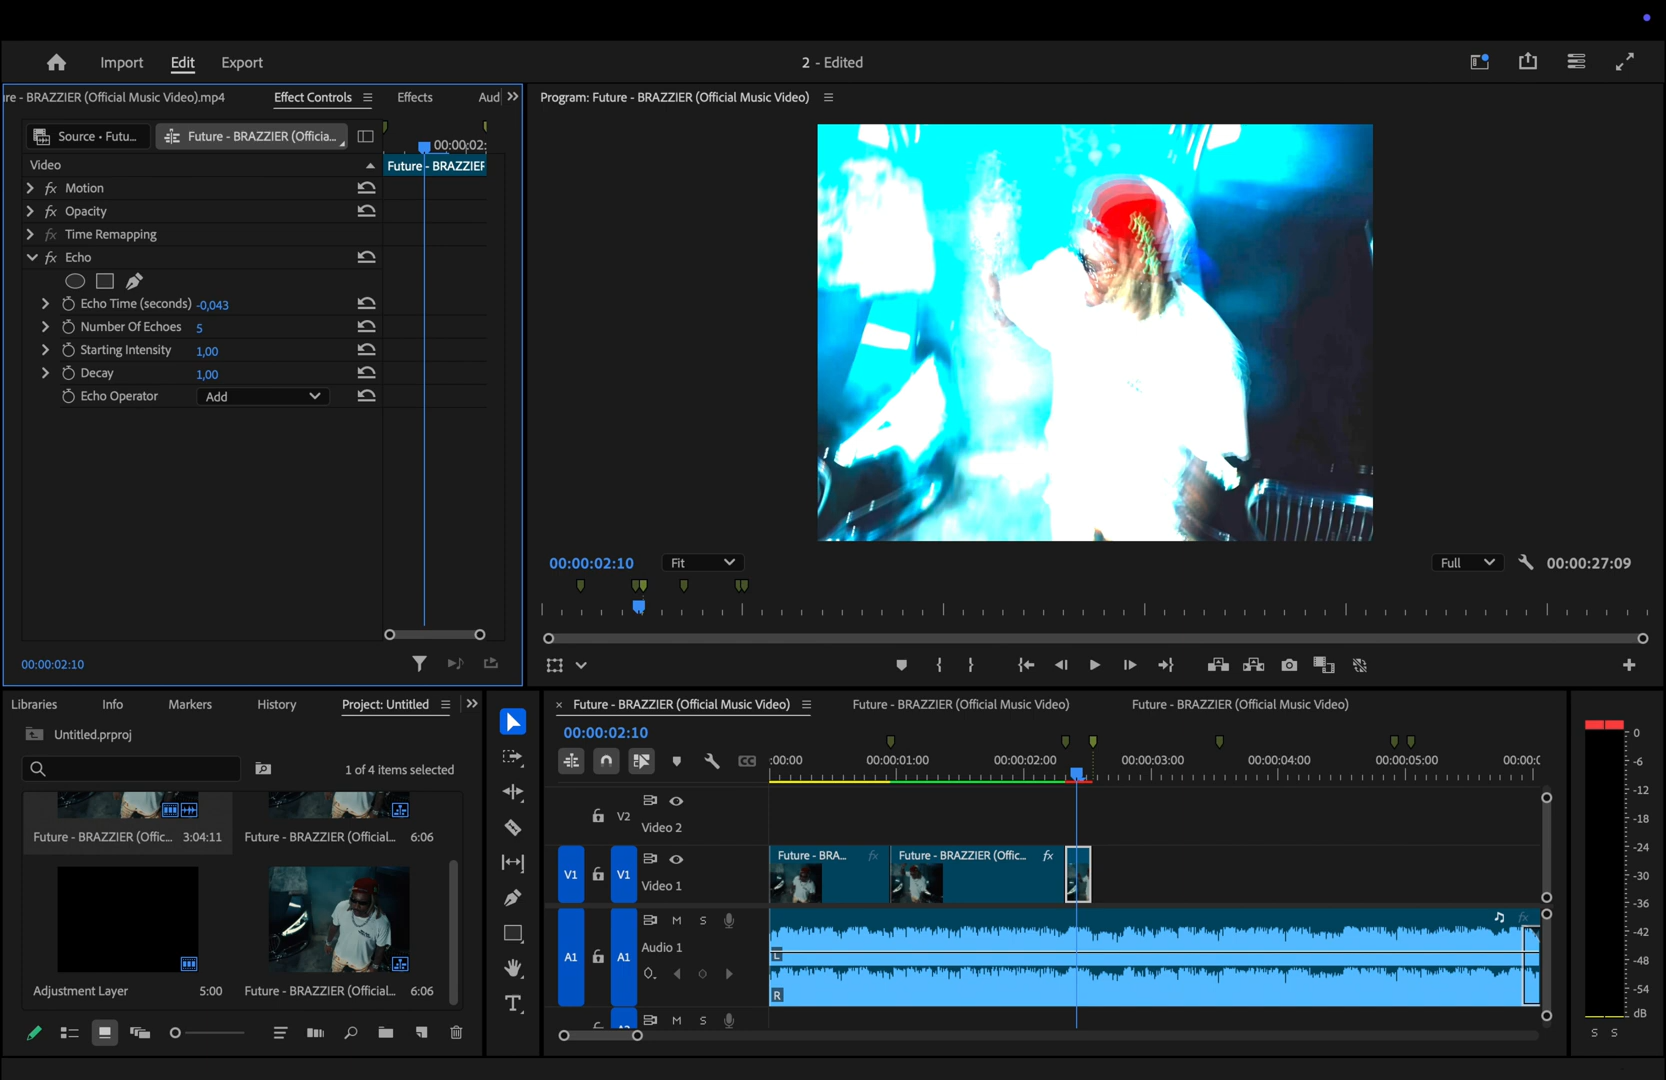 Import
Edit
Export
2 - Edited
re - BRAZZIER (Official Music Video).mp4
Effect Controls
Effects
Aud
Program: Future - BRAZZIER (Official Music Video)
Source • Futu...
Future - BRAZZIER (Officia...
00:00:02:
Video
Future - BRAZZIER
fx Motion
fx Opacity
fx Time Remapping
fx Echo
Echo Time (seconds) -0,043
Number Of Echoes 5
Starting Intensity 1,00
Decay 1,00
Echo Operator Add
00:00:02:10
Fit
Full
00:00:27:09
00:00:02:10
Libraries
Info
Markers
History
Project: Untitled
Untitled.prproj
1 of 4 items selected
Future - BRAZZIER (Offic... 3:04:11
Future - BRAZZIER (Official... 6:06
Adjustment Layer 5:00
Future - BRAZZIER (Official... 6:06
× Future - BRAZZIER (Official Music Video)
Future - BRAZZIER (Official Music Video)
Future - BRAZZIER (Official Music Video)
00:00:02:10
CC
:00:00
00:00:01:00
00:00:02:00
00:00:03:00
00:00:04:00
00:00:05:00
00:00:0
V2
Video 2
V1
V1
Video 1
Future - BRA... fx
Future - BRAZZIER (Offic... fx
A1
A1
M S
Audio 1
L
R
fx
M S
0
-6
-12
-18
-24
-30
-36
-42
-48
-54
dB
S S